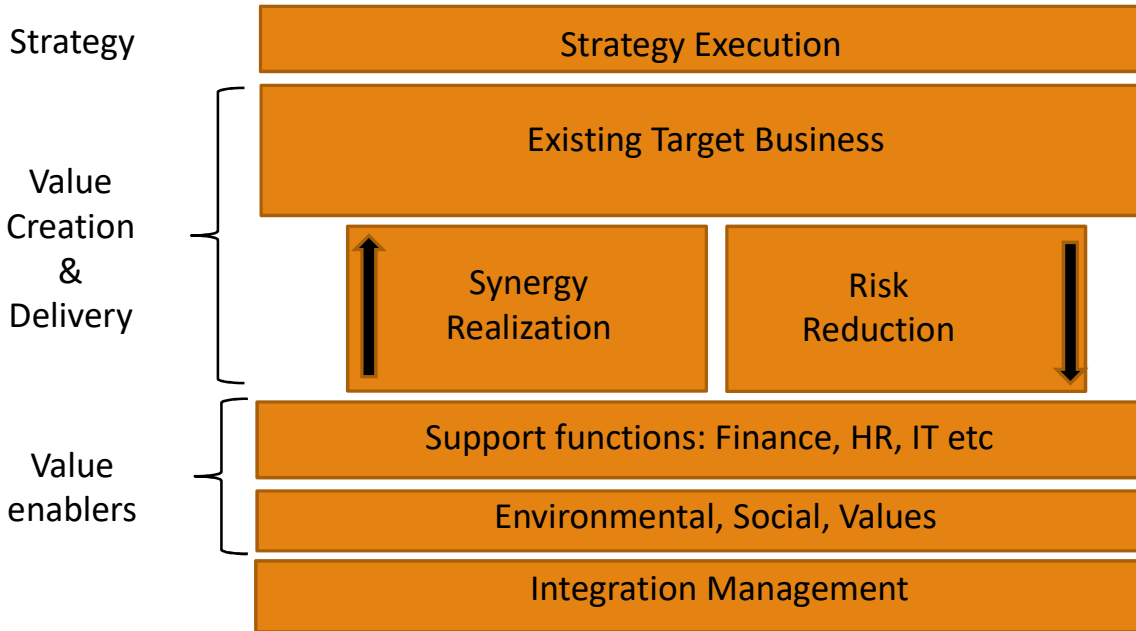 Strategy
Strategy Execution
Value
Creation
&
Delivery
Existing Target Business
Synergy
Realization
Risk
Reduction
Value
enablers
Support functions: Finance, HR, IT etc
Environmental, Social, Values
Integration Management